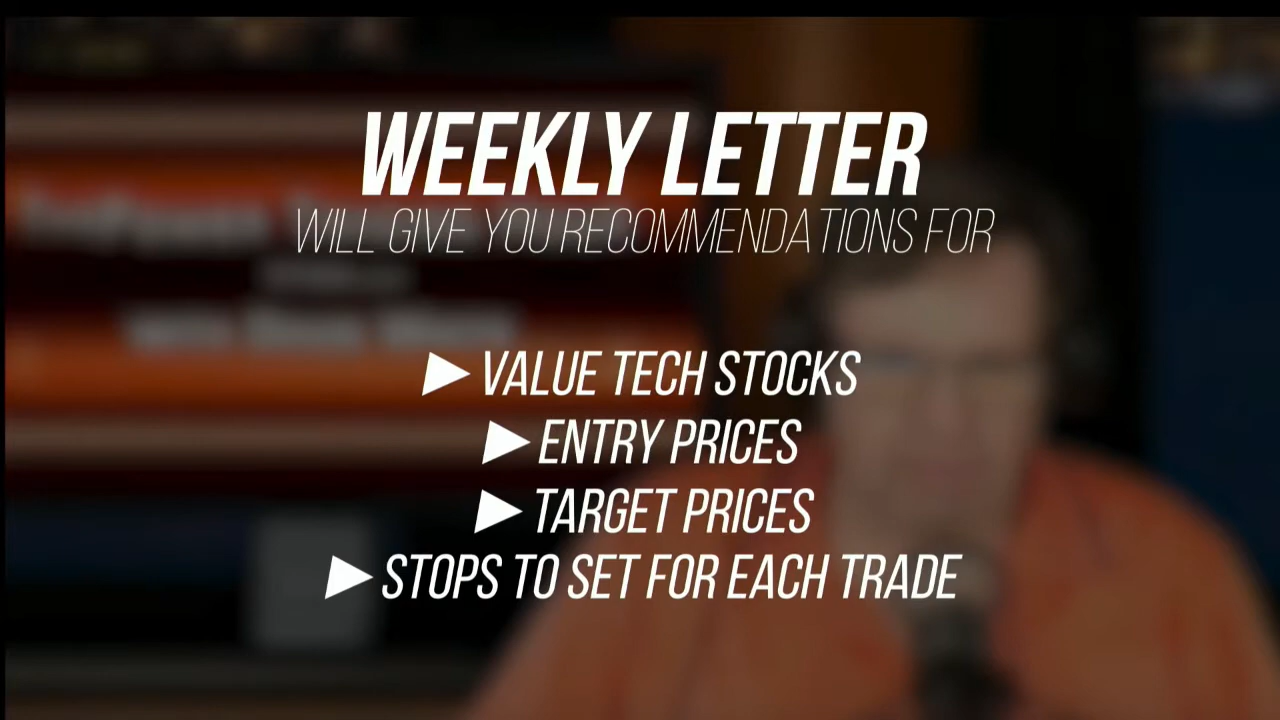 WEEKLY LETTER
WILL GIVE YOU RECOMMENDATIONS FOR
▶ VALUE TECH STOCKS
▶ ENTRY PRICES
▶ TARGET PRICES
▶ STOPS TO SET FOR EACH TRADE